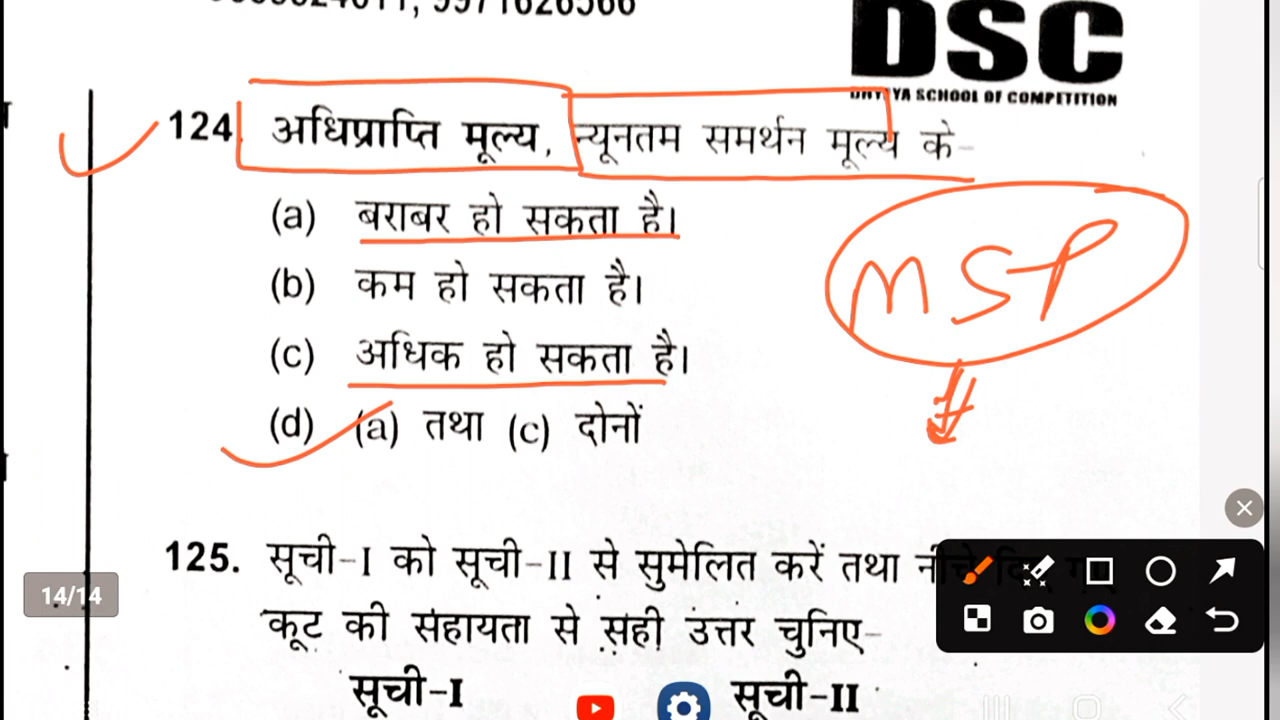 DSC
DHYEYA SCHOOL OF COMPETITION
124. अधिप्राप्ति मूल्य, न्यूनतम समर्थन मूल्य के-
(a) बराबर हो सकता है।
(b) कम हो सकता है।
(c) अधिक हो सकता है।
(d) (a) तथा (c) दोनों
MSP
125. सूची-I को सूची-II से सुमेलित करें तथा नीचे दिए गए
कूट की सहायता से सही उत्तर चुनिए-
सूची-I सूची-II
14/14